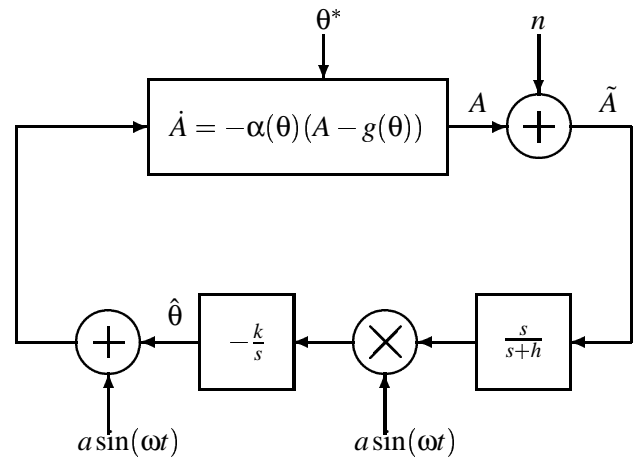 θ* n
Ȧ = −α(θ)(A − g(θ)) A + Ã
+ θ̂ −k/s × s/(s+h)
a sin(ωt) a sin(ωt)